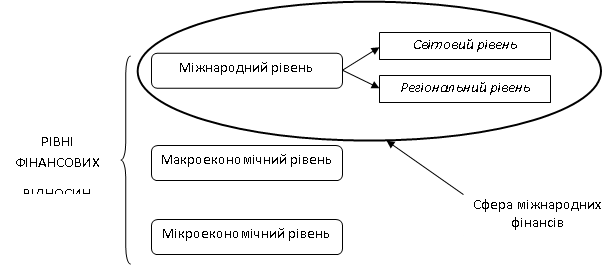 Світовий рівень
Міжнародний рівень
Регіональний рівень
РІВНІ
ФІНАНСОВИХ
ВІДНОСИН
Макроекономічний рівень
Сфера міжнародних
фінансів
Мікроекономічний рівень